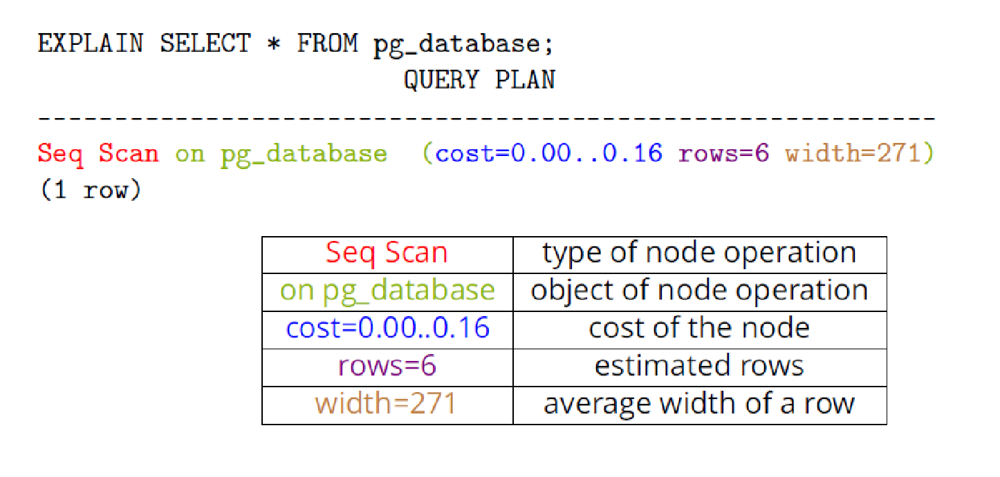 EXPLAIN SELECT * FROM pg_database;
QUERY PLAN
-----------------------------------------------------------
Seq Scan on pg_database  (cost=0.00..0.16 rows=6 width=271)
(1 row)
Seq Scan type of node operation
on pg_database object of node operation
cost=0.00..0.16 cost of the node
rows=6 estimated rows
width=271 average width of a row